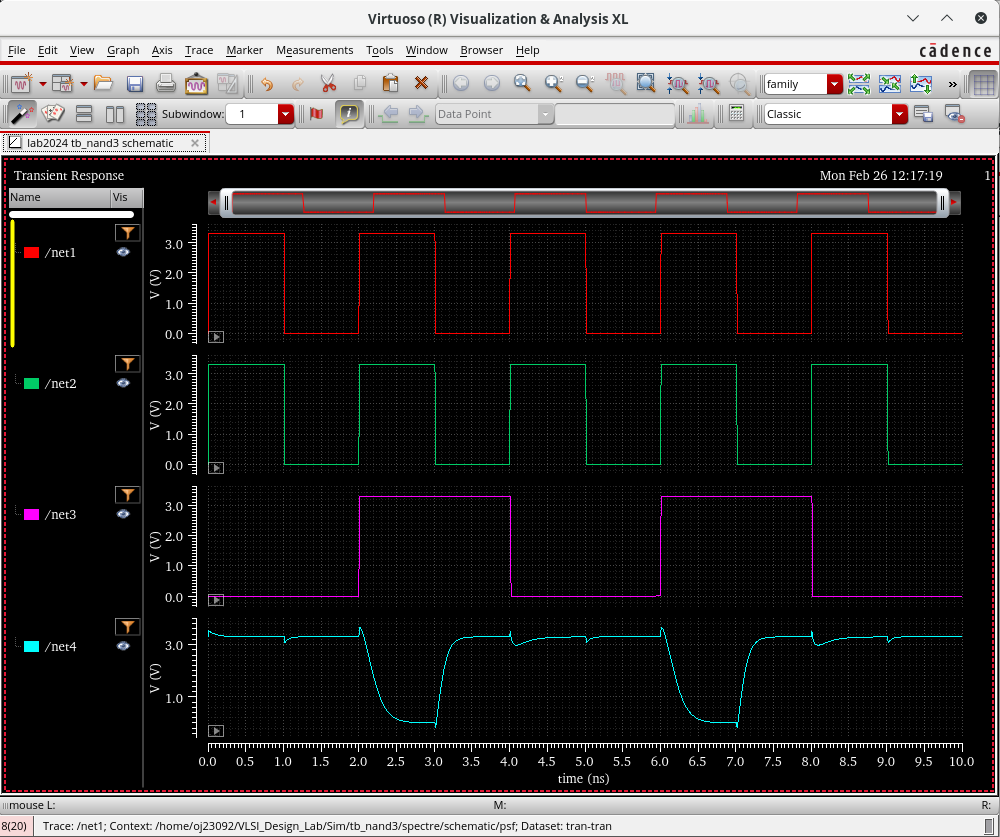 Virtuoso (R) Visualization & Analysis XL
File Edit View Graph Axis Trace Marker Measurements Tools Window Browser Help
cādence
family
»
Subwindow: 1
Data Point
Classic
lab2024 tb_nand3 schematic
Transient Response
Mon Feb 26 12:17:19
1
Name Vis
/net1
V (V)
3.0
2.0
1.0
0.0
/net2
V (V)
3.0
2.0
1.0
0.0
/net3
V (V)
3.0
2.0
1.0
0.0
/net4
V (V)
3.0
1.0
0.0 0.5 1.0 1.5 2.0 2.5 3.0 3.5 4.0 4.5 5.0 5.5 6.0 6.5 7.0 7.5 8.0 8.5 9.0 9.5 10.0
time (ns)
mouse L: M: R:
8(20) Trace: /net1; Context: /home/oj23092/VLSI_Design_Lab/Sim/tb_nand3/spectre/schematic/psf; Dataset: tran-tran